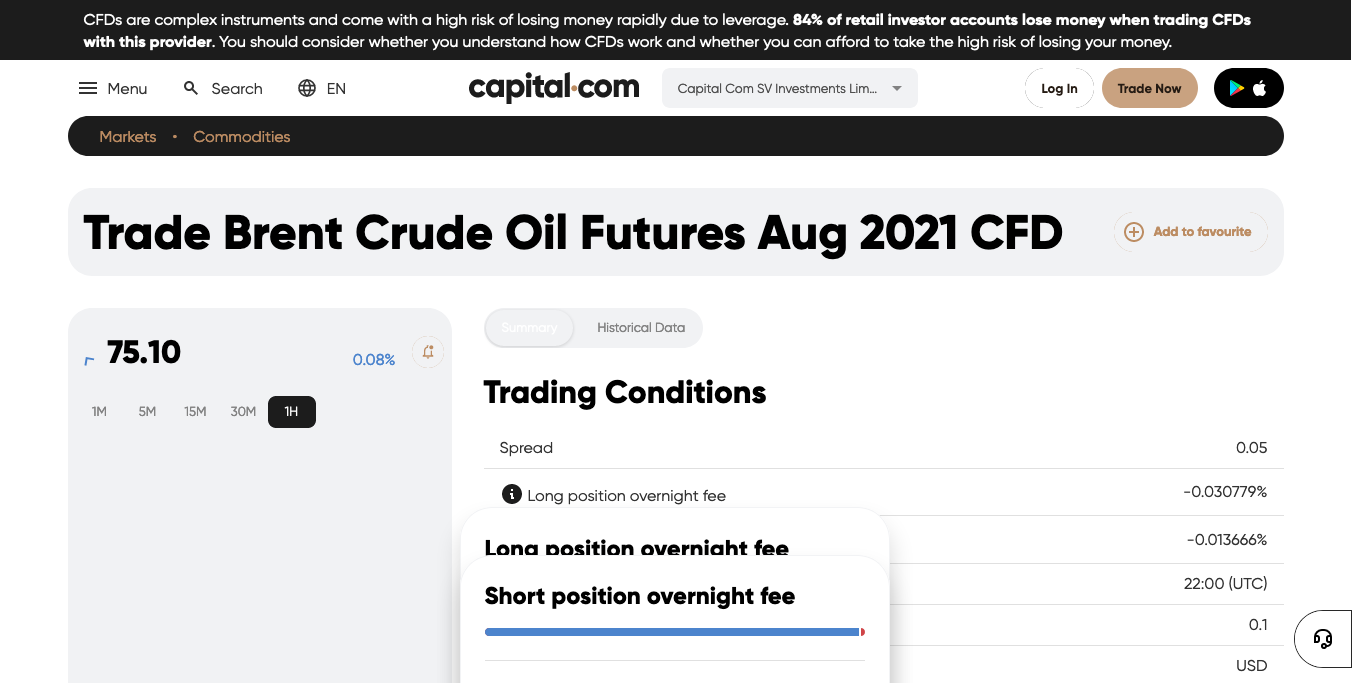 CFDs are complex instruments and come with a high risk of losing money rapidly due to leverage. 84% of retail investor accounts lose money when trading CFDs
with this provider. You should consider whether you understand how CFDs work and whether you can afford to take the high risk of losing your money.
Menu Search EN capital.com Capital Com SV Investments Lim... Log In Trade Now
Markets • Commodities
Trade Brent Crude Oil Futures Aug 2021 CFD Add to favourite
75.10 0.08%
1M 5M 15M 30M 1H
Summary Historical Data
Trading Conditions
Spread 0.05
Long position overnight fee -0.030779%
Long position overnight fee
-0.013666%
Short position overnight fee
22:00 (UTC)
0.1
USD